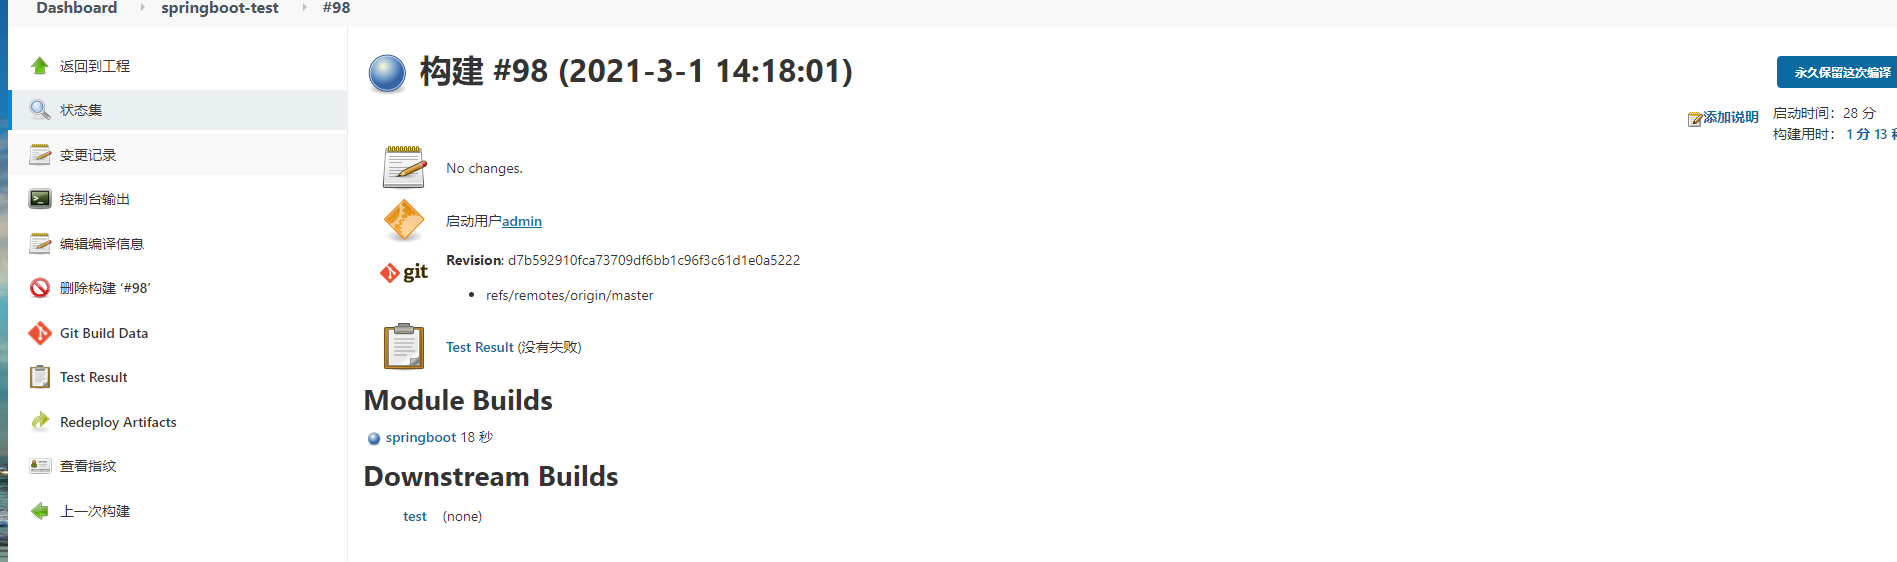 Dashboard springboot-test #98
返回到工程
状态集
变更记录
控制台输出
编辑编译信息
删除构建 ‘#98’
Git Build Data
Test Result
Redeploy Artifacts
查看指纹
上一次构建
构建 #98 (2021-3-1 14:18:01)
永久保留这次编译
添加说明
启动时间：28 分
构建用时： 1 分 13
No changes.
启动用户admin
git
Revision: d7b592910fca73709df6bb1c96f3c61d1e0a5222
refs/remotes/origin/master
Test Result (没有失败)
Module Builds
springboot 18 秒
Downstream Builds
test (none)